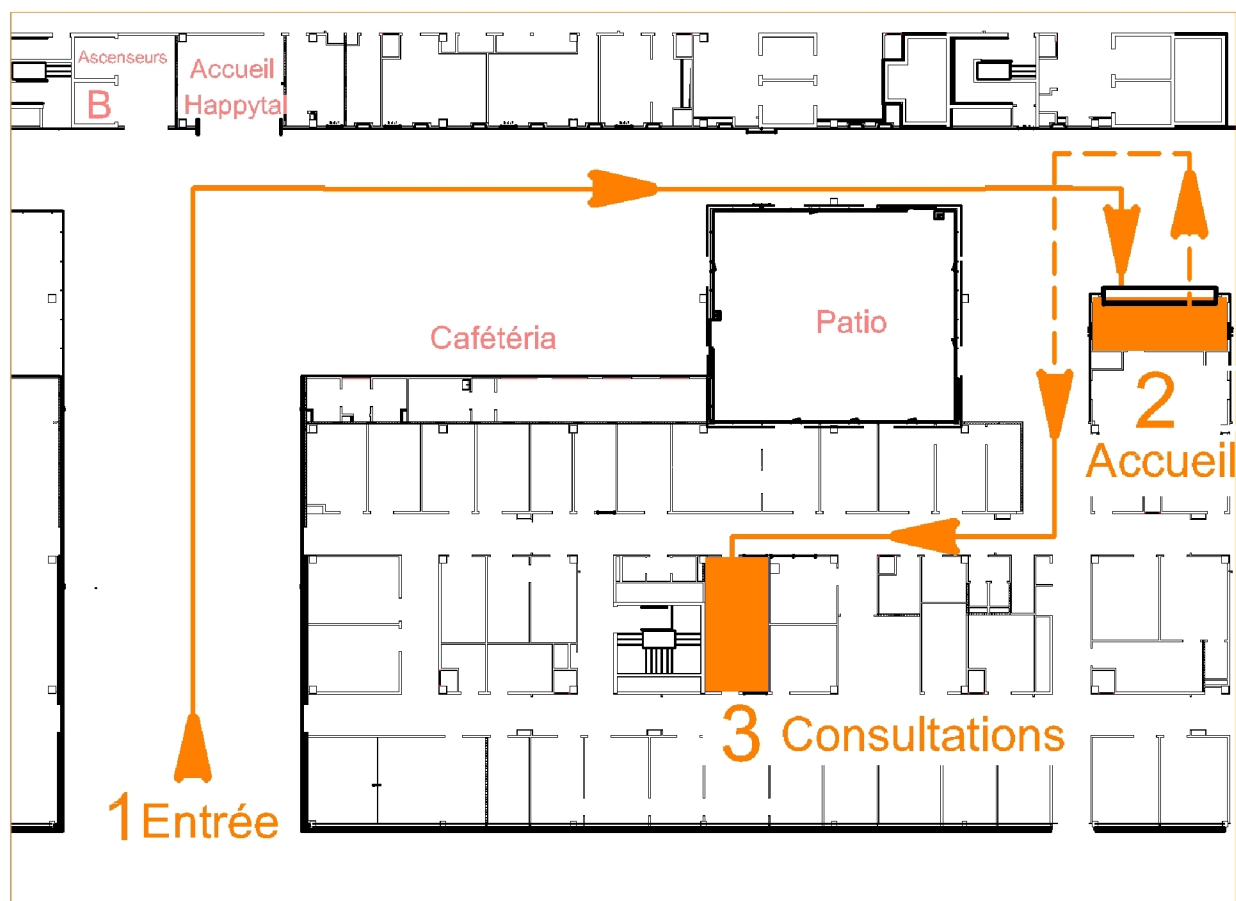 Ascenseurs
B
Accueil
Happytal
Cafétéria
Patio
2
Accueil
3 Consultations
1 Entrée